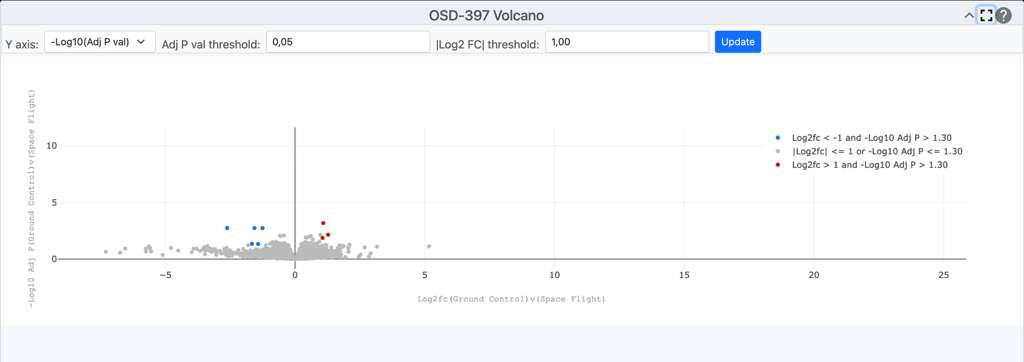 OSD-397 Volcano
Y axis: -Log10(Adj P val) Adj P val threshold: 0,05 |Log2 FC| threshold: 1,00 Update
-Log10 Adj P(Ground Control)v(Space Flight)
10
5
0
Log2fc < -1 and -Log10 Adj P > 1.30
|Log2fc| <= 1 or -Log10 Adj P <= 1.30
Log2fc > 1 and -Log10 Adj P > 1.30
−5 0 5 10 15 20 25
Log2fc(Ground Control)v(Space Flight)